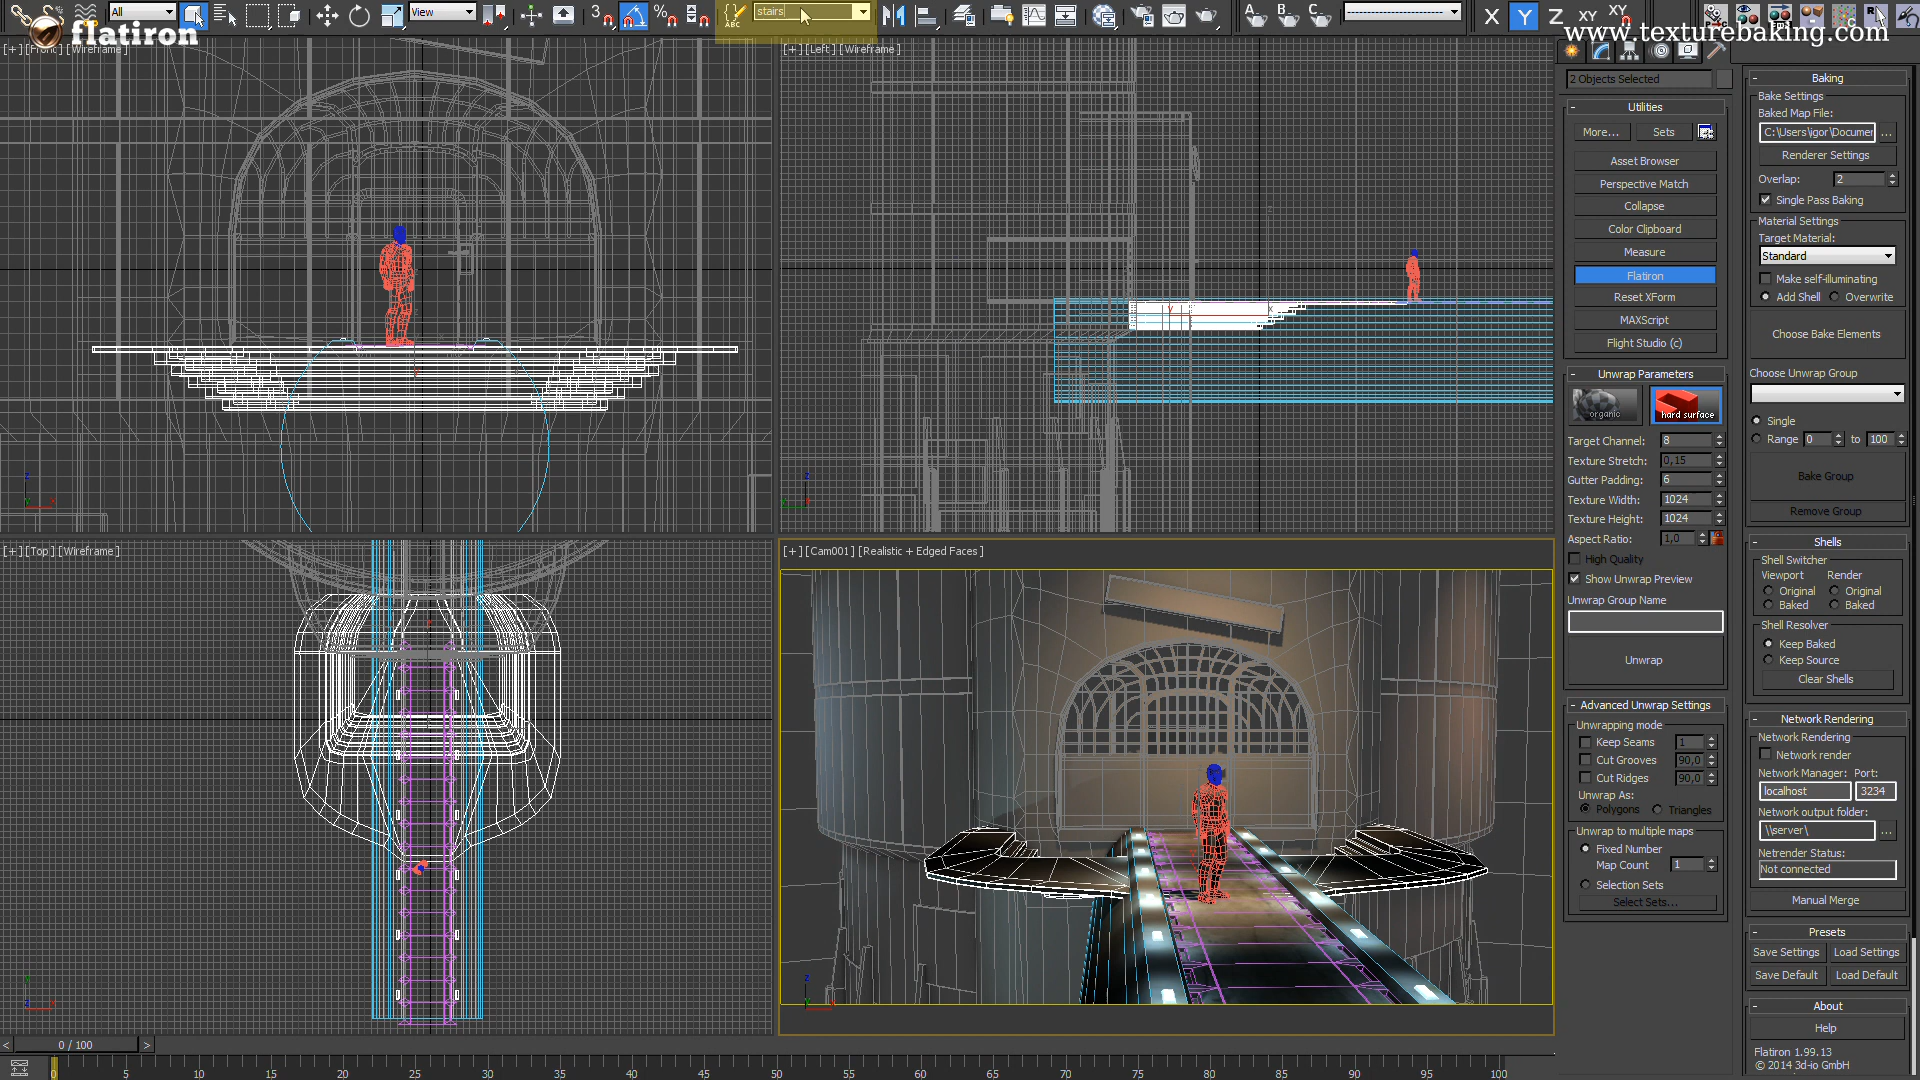 All
View
3
%
ABC
stairs
A
B
C
X Y Z XY XY
flatiron
www.texturebaking.com
[+] [Front] [Wireframe]
[+] [Left] [Wireframe]
[+] [Top] [Wireframe]
[+] [Cam001] [Realistic + Edged Faces]
2 Objects Selected
- Utilities
More... Sets
Asset Browser
Perspective Match
Collapse
Color Clipboard
Measure
Flatiron
Reset XForm
MAXScript
Flight Studio (c)
- Unwrap Parameters
organic hard surface
Target Channel: 8
Texture Stretch: 0,15
Gutter Padding: 6
Texture Width: 1024
Texture Height: 1024
Aspect Ratio: 1,0
High Quality
Show Unwrap Preview
Unwrap Group Name
Unwrap
- Advanced Unwrap Settings
Unwrapping mode
Keep Seams 1
Cut Grooves 90,0
Cut Ridges 90,0
Unwrap As:
Polygons Triangles
Unwrap to multiple maps
Fixed Number
Map Count 1
Selection Sets
Select Sets...
- Baking
Bake Settings
Baked Map File:
C:\Users\igor\Documer ...
Renderer Settings
Overlap: 2
Single Pass Baking
Material Settings
Target Material:
Standard
Make self-illuminating
Add Shell Overwrite
Choose Bake Elements
Choose Unwrap Group
Single
Range 0 to 100
Bake Group
Remove Group
- Shells
Shell Switcher
Viewport Render
Original Original
Baked Baked
Shell Resolver
Keep Baked
Keep Source
Clear Shells
- Network Rendering
Network Rendering
Network render
Network Manager: Port:
localhost 3234
Network output folder:
\\server\ ...
Netrender Status:
Not connected
Manual Merge
- Presets
Save Settings Load Settings
Save Default Load Default
- About
Help
Flatiron 1.99.13
© 2014 3d-io GmbH
< 0 / 100 >
0 5 10 15 20 25 30 35 40 45 50 55 60 65 70 75 80 85 90 95 100